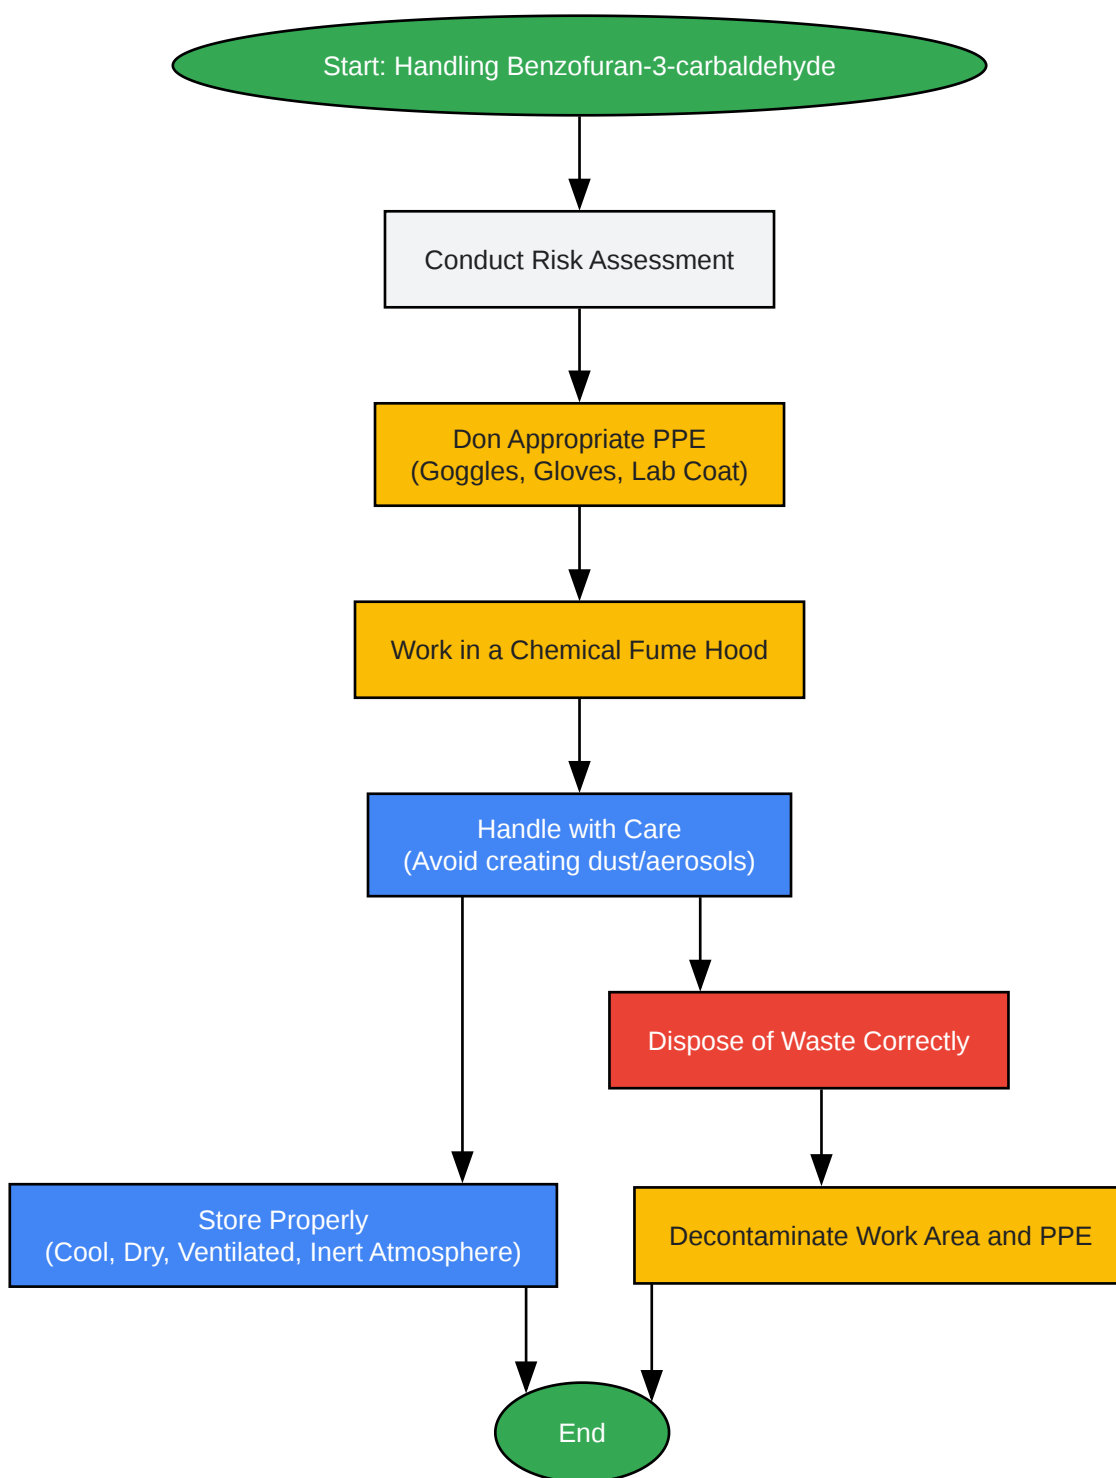 Start: Handling Benzofuran-3-carbaldehyde
Conduct Risk Assessment
Don Appropriate PPE
(Goggles, Gloves, Lab Coat)
Work in a Chemical Fume Hood
Handle with Care
(Avoid creating dust/aerosols)
Dispose of Waste Correctly
Store Properly
(Cool, Dry, Ventilated, Inert Atmosphere)
Decontaminate Work Area and PPE
End